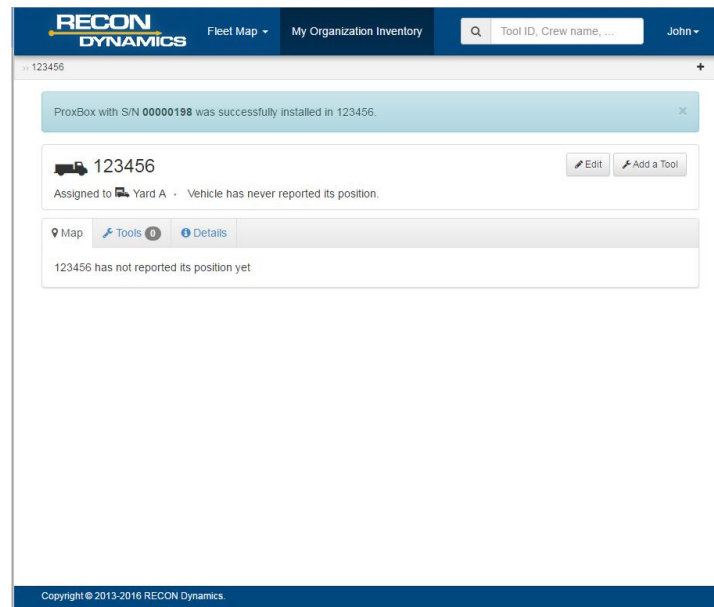 RECON
DYNAMICS
Fleet Map
My Organization Inventory
Tool ID, Crew name, ...
John
›› 123456
+
ProxBox with S/N 00000198 was successfully installed in 123456.
×
123456
Edit
Add a Tool
Assigned to Yard A · Vehicle has never reported its position.
Map
Tools 0
Details
123456 has not reported its position yet
Copyright © 2013-2016 RECON Dynamics.